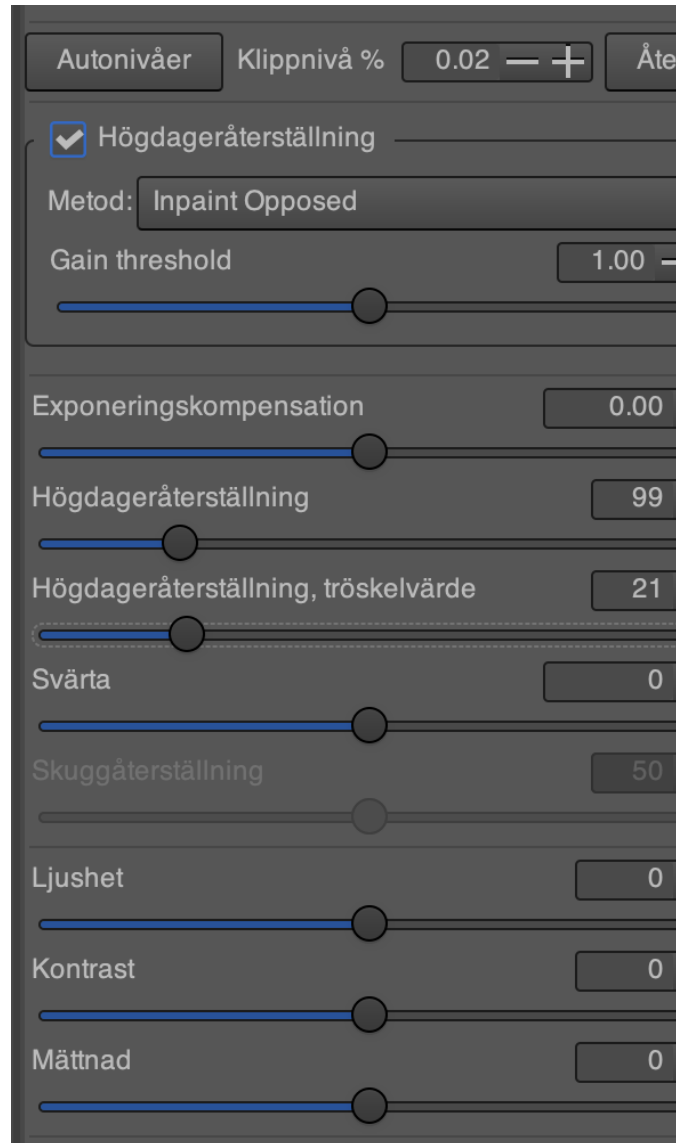 Autonivåer Klippnivå % 0.02 Åte
Högdageråterställning
Metod: Inpaint Opposed
Gain threshold 1.00
Exponeringskompensation 0.00
Högdageråterställning 99
Högdageråterställning, tröskelvärde 21
Svärta 0
Skuggåterställning 50
Ljushet 0
Kontrast 0
Mättnad 0